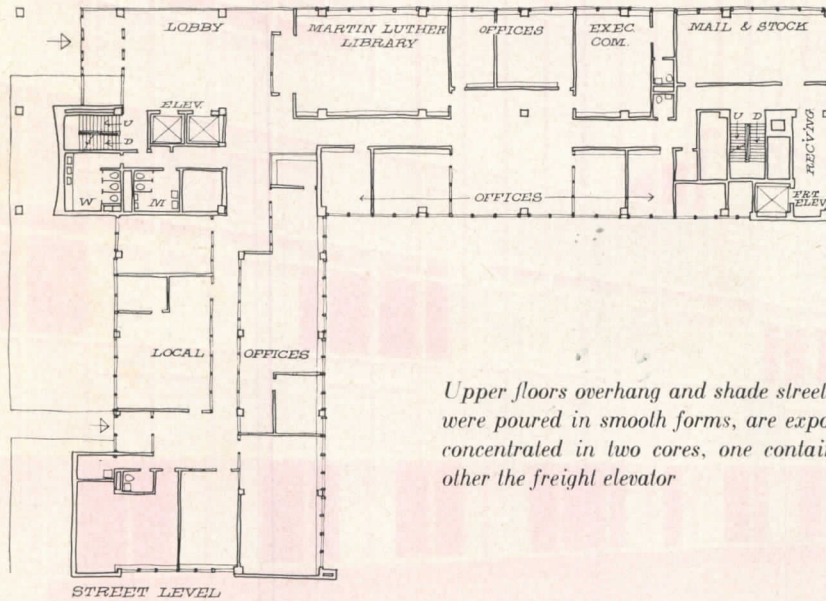 LOBBY
MARTIN LUTHER
LIBRARY
OFFICES
EXEC.
COM.
MAIL & STOCK
ELEV.
U
D
U D
RECV'NG
W
M
OFFICES
FRT.
ELEV.
LOCAL
OFFICES
Upper floors overhang and shade street
were poured in smooth forms, are expo
concentrated in two cores, one contai
other the freight elevator
STREET LEVEL